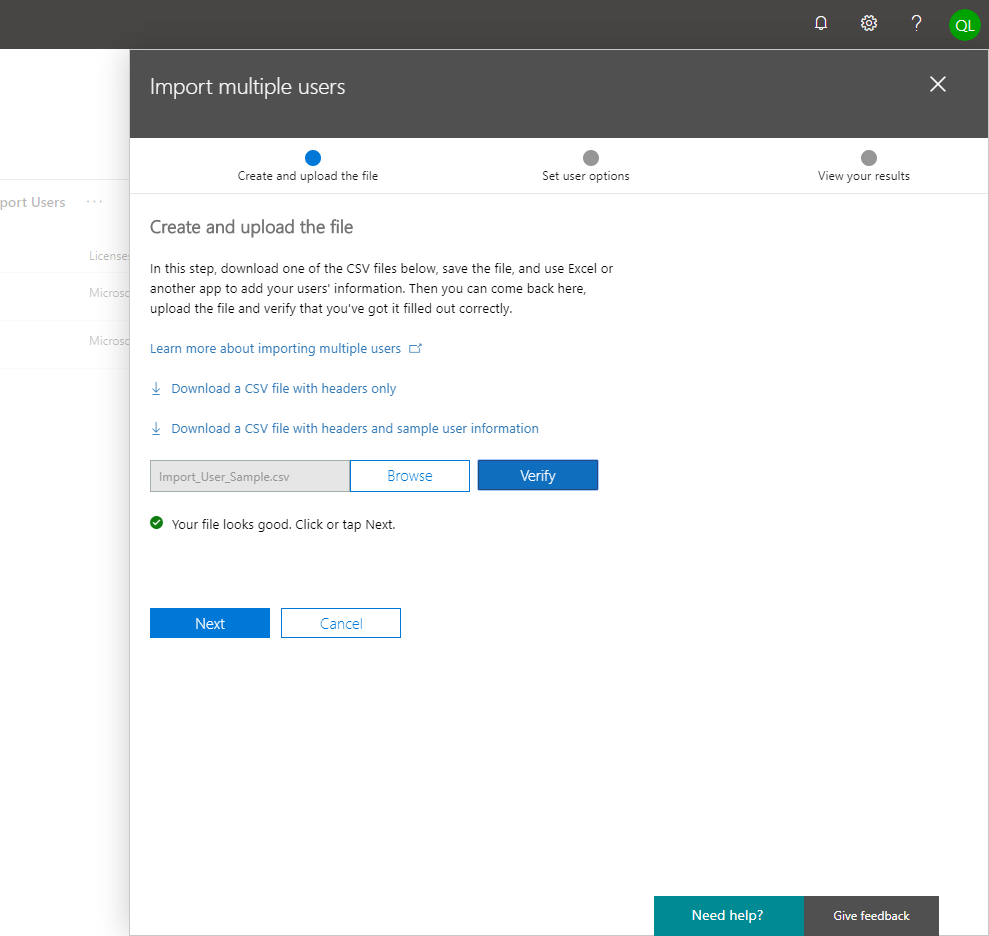 QL
Import multiple users
Create and upload the file
Set user options
View your results
port Users
Licenses
Microso
Microso
Create and upload the file
In this step, download one of the CSV files below, save the file, and use Excel or
another app to add your users' information. Then you can come back here,
upload the file and verify that you've got it filled out correctly.
Learn more about importing multiple users
Download a CSV file with headers only
Download a CSV file with headers and sample user information
Import_User_Sample.csv
Browse
Verify
Your file looks good. Click or tap Next.
Next
Cancel
Need help?
Give feedback